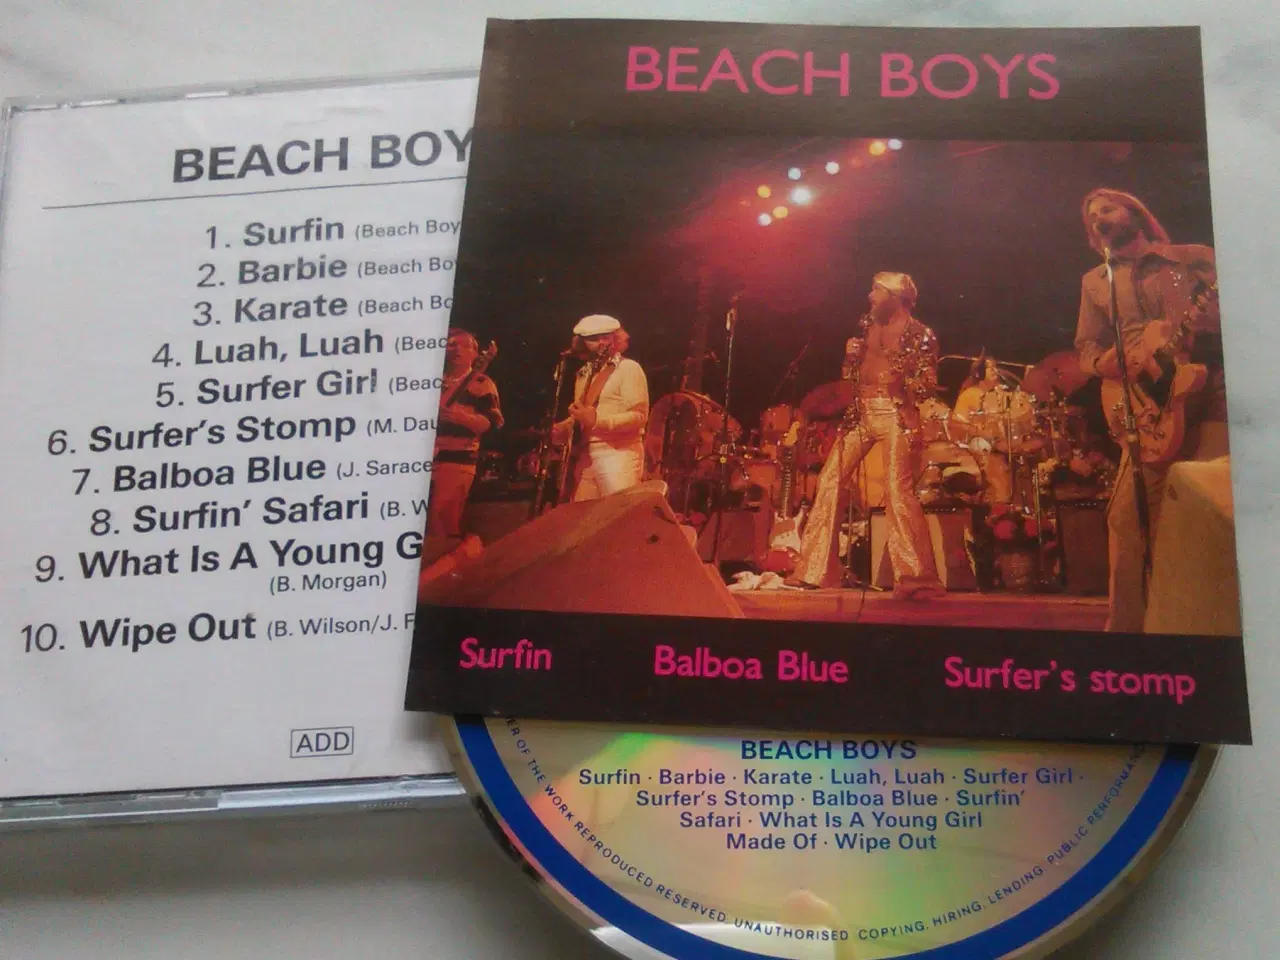 BEACH BOY
1. Surfin (Beach Boy
2. Barbie (Beach Bo
3. Karate (Beach Bo
4. Luah, Luah (Beac
5. Surfer Girl (Beac
6. Surfer's Stomp (M. Dau
7. Balboa Blue (J. Sarace
8. Surfin' Safari (B. W
9. What Is A Young G
(B. Morgan)
10. Wipe Out (B. Wilson/J. F
ADD
BEACH BOYS
Surfin Balboa Blue Surfer's stomp
BEACH BOYS
Surfin · Barbie · Karate · Luah, Luah · Surfer Girl ·
Surfer's Stomp · Balboa Blue · Surfin'
Safari · What Is A Young Girl
Made Of · Wipe Out
ER OF THE WORK REPRODUCED RESERVED. UNAUTHORISED COPYING, HIRING, LENDING, PUBLIC PERFORMA